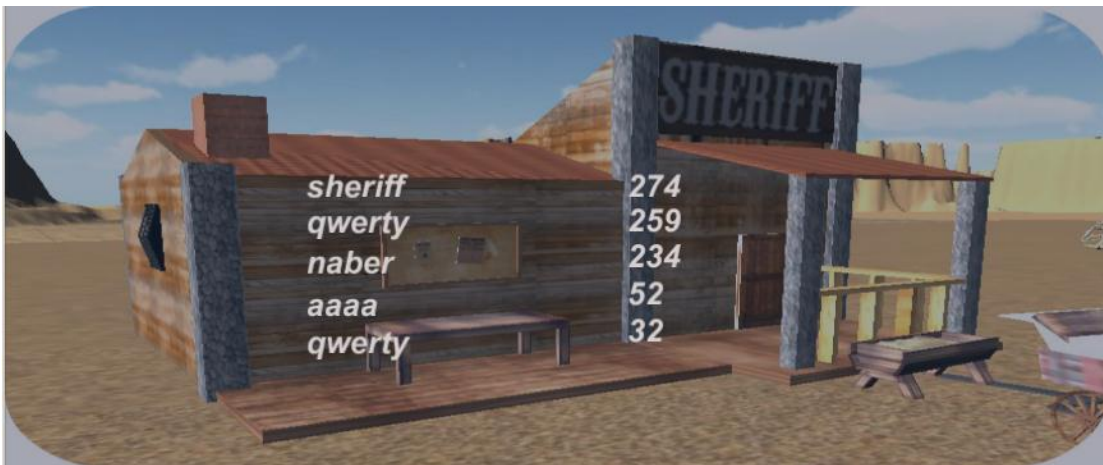 SHERIFF
sheriff 274
qwerty 259
naber 234
aaaa 52
qwerty 32